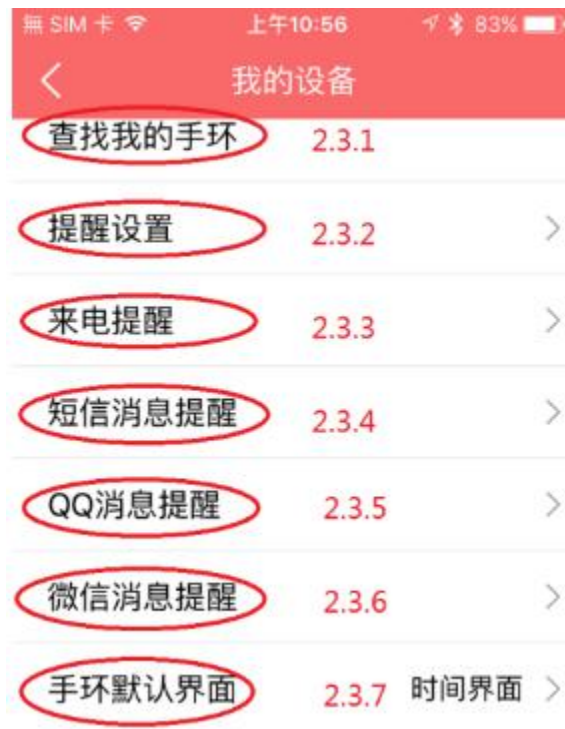 無 SIM 卡 上午10:56 83%
我的设备
查找我的手环 2.3.1
提醒设置 2.3.2
来电提醒 2.3.3
短信消息提醒 2.3.4
QQ消息提醒 2.3.5
微信消息提醒 2.3.6
手环默认界面 2.3.7 时间界面